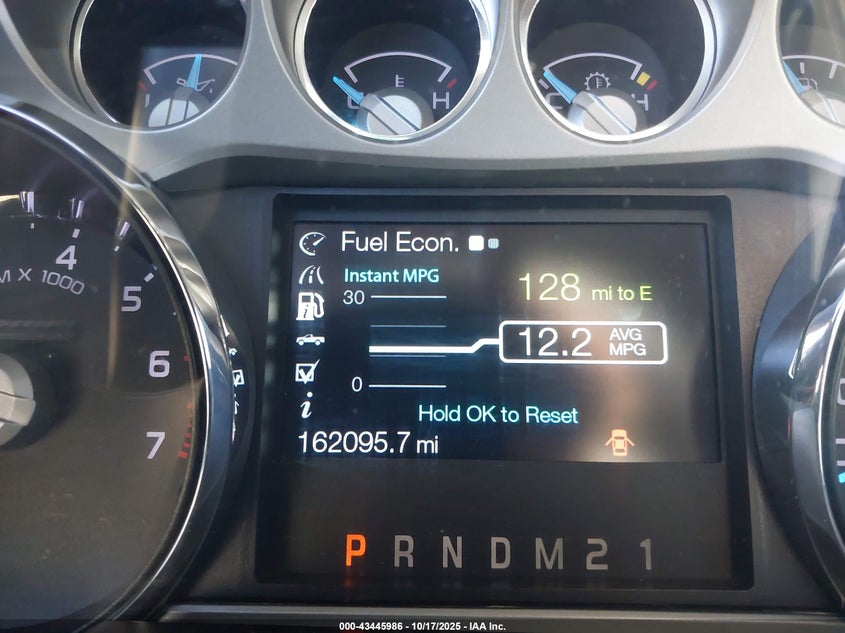 E
C H
C H
4
M X 1000
5
6
7
Fuel Econ.
Instant MPG
30
128 mi to E
12.2 AVG MPG
0
Hold OK to Reset
162095.7 mi
P R N D M 2 1
000-43445986 | 10/17/2025 - IAA Inc.